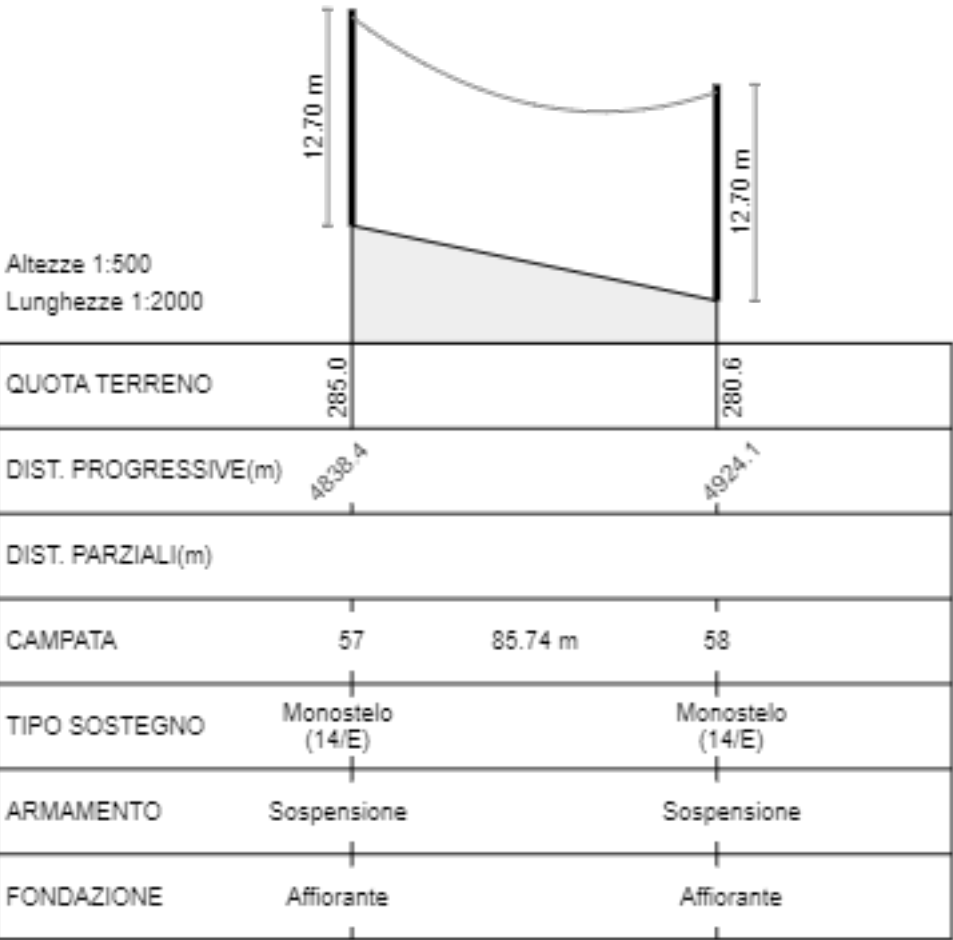 12.70 m
12.70 m
Altezze 1:500
Lunghezze 1:2000
QUOTA TERRENO 285.0 280.6
DIST. PROGRESSIVE(m) 4838.4 4924.1
DIST. PARZIALI(m)
CAMPATA 57 85.74 m 58
TIPO SOSTEGNO Monostelo Monostelo
(14/E) (14/E)
ARMAMENTO Sospensione Sospensione
FONDAZIONE Affiorante Affiorante